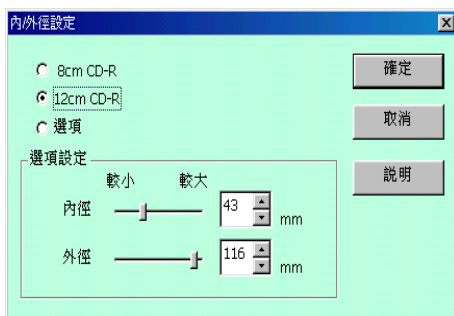 內/外徑設定
8cm CD-R
12cm CD-R
選項
確定
取消
說明
選項設定
較小 較大
內徑 43 mm
外徑 116 mm